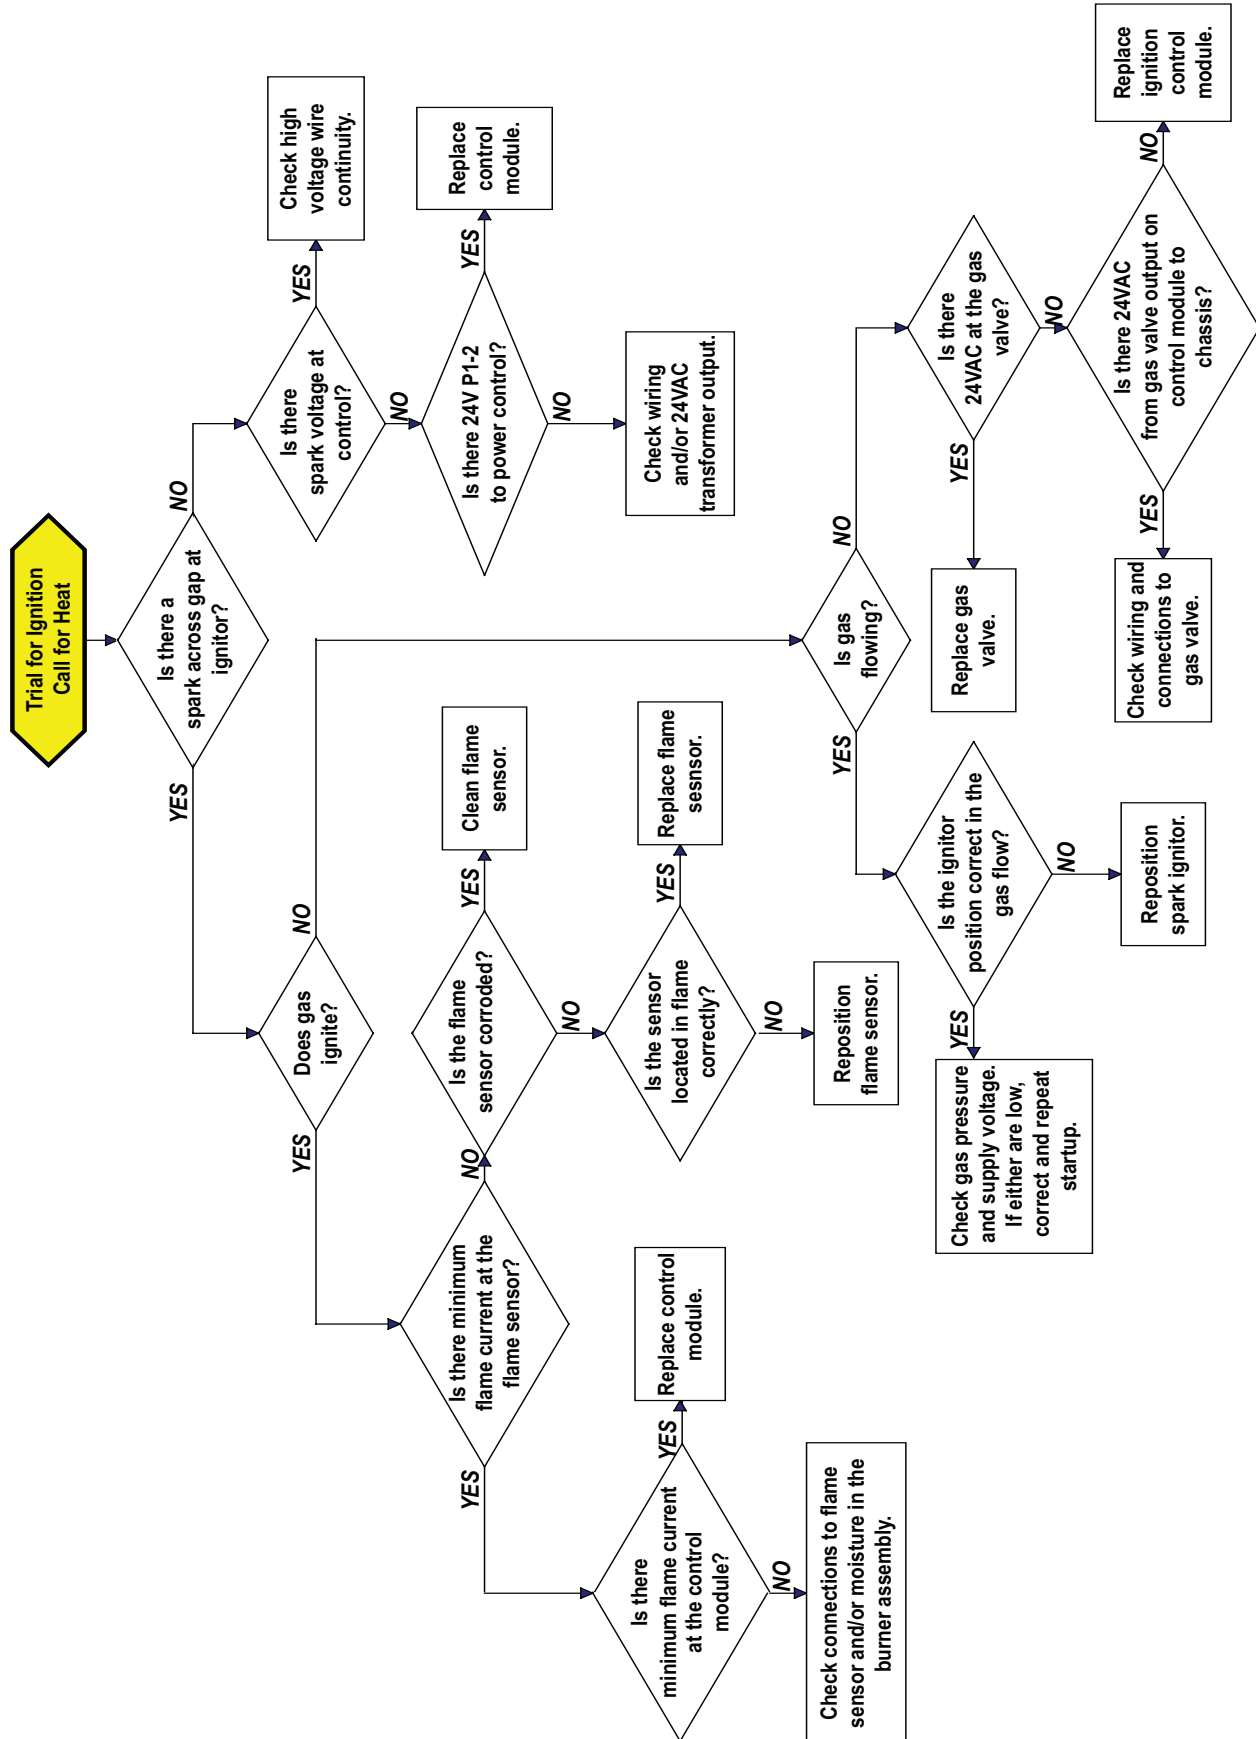 Trial for Ignition
Call for Heat
Is there a
spark across gap at
ignitor?
YES
NO
Is there
spark voltage at
control?
YES
Check high
voltage wire
continuity.
NO
Is there 24V P1-2
to power control?
YES
Replace
control
module.
NO
Check wiring
and/or 24VAC
transformer output.
Does gas
ignite?
YES
NO
Is there minimum
flame current at the
flame sensor?
YES
NO
Is the flame
sensor corroded?
YES
Clean flame
sensor.
NO
Is the sensor
located in flame
correctly?
YES
Replace flame
sesnsor.
NO
Reposition
flame sensor.
Is there
minimum flame current
at the control
module?
YES
Replace control
module.
NO
Check connections to flame
sensor and/or moisture in the
burner assembly.
Is gas
flowing?
YES
NO
Is the ignitor
position correct in the
gas flow?
YES
Check gas pressure
and supply voltage.
If either are low,
correct and repeat
startup.
NO
Reposition
spark ignitor.
Is there
24VAC at the gas
valve?
YES
Replace gas
valve.
NO
Is there 24VAC
from gas valve output on
control module to
chassis?
YES
Check wiring and
connections to
gas valve.
NO
Replace
ignition
control
module.